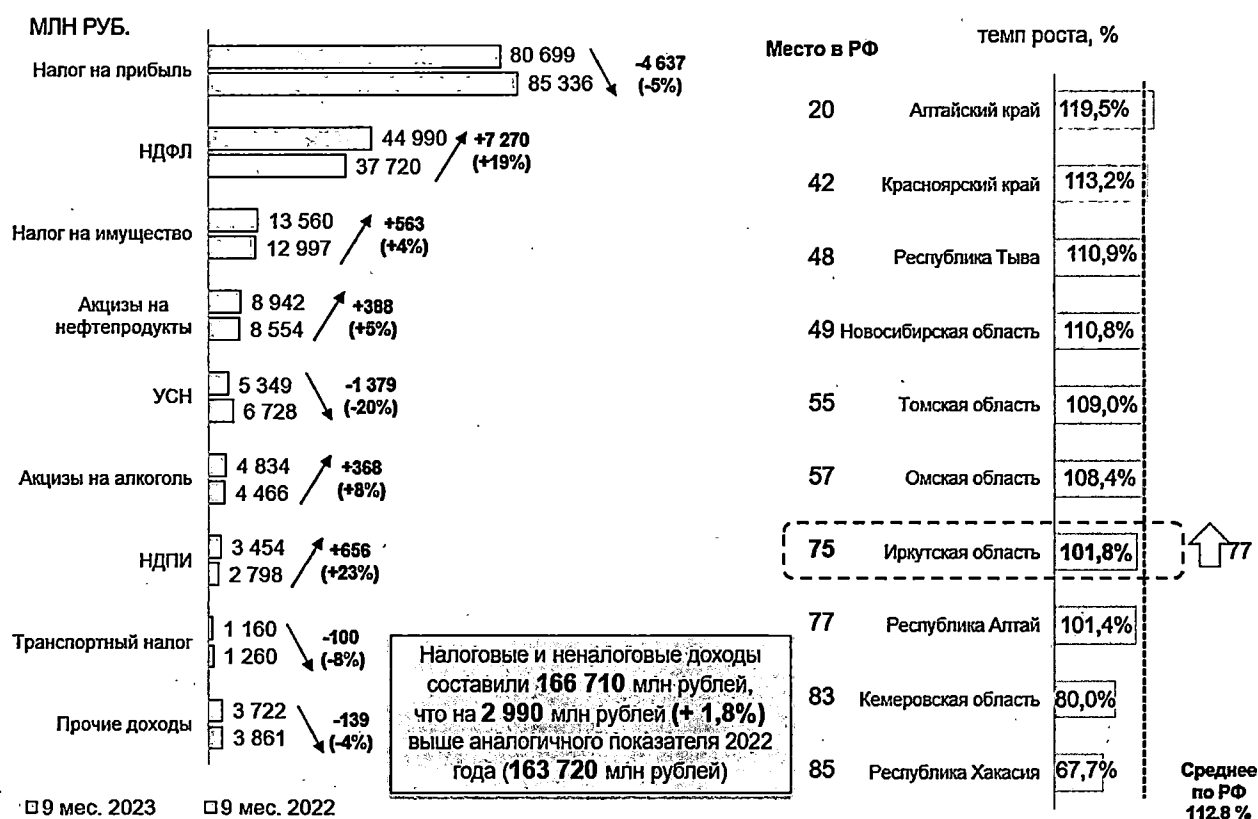 МЛН РУБ.
Налог на прибыль
80 699
85 336
-4 637
(-5%)
НДФЛ
44 990
37 720
+7 270
(+19%)
Налог на имущество
13 560
12 997
+563
(+4%)
Акцизы на
нефтепродукты
8 942
8 554
+388
(+5%)
УСН
5 349
6 728
-1 379
(-20%)
Акцизы на алкоголь
4 834
4 466
+368
(+8%)
НДПИ
3 454
2 798
+656
(+23%)
Транспортный налог
1 160
1 260
-100
(-8%)
Прочие доходы
3 722
3 861
-139
(-4%)
9 мес. 2023 9 мес. 2022
Налоговые и неналоговые доходы
составили 166 710 млн рублей,
что на 2 990 млн рублей (+ 1,8%)
выше аналогичного показателя 2022
года (163 720 млн рублей)
Место в РФ
темп роста, %
20 Алтайский край 119,5%
42 Красноярский край 113,2%
48 Республика Тыва 110,9%
49 Новосибирская область 110,8%
55 Томская область 109,0%
57 Омская область 108,4%
75 Иркутская область 101,8% 77
77 Республика Алтай 101,4%
83 Кемеровская область 80,0%
85 Республика Хакасия 67,7%
Среднее
по РФ
112,8 %